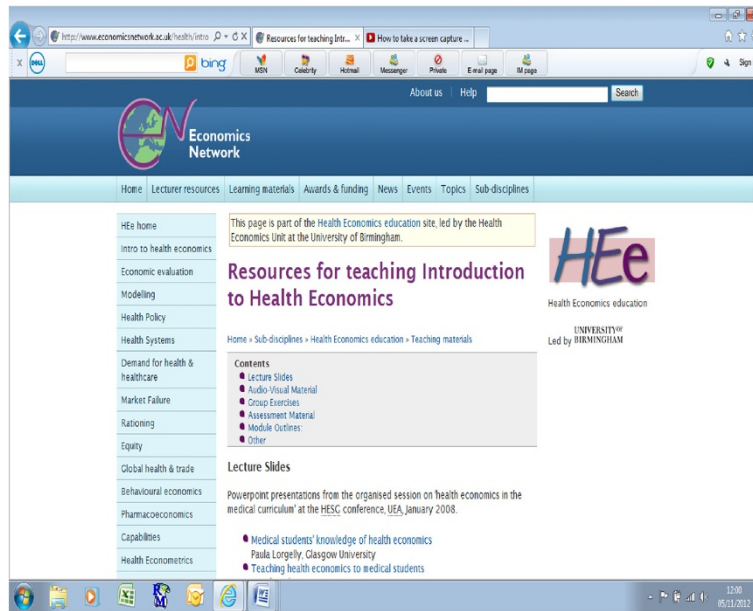 http://www.economicsnetwork.ac.uk/health/intro
Resources for teaching Intr...
How to take a screen capture ...
x
DELL
bing
MSN
Celebrity
Hotmail
Messenger
Private
E-mail page
IM page
Sign
About us
Help
Search
Economics
Network
Home
Lecturer resources
Learning materials
Awards & funding
News
Events
Topics
Sub-disciplines
HEe home
Intro to health economics
Economic evaluation
Modelling
Health Policy
Health Systems
Demand for health &
healthcare
Market Failure
Rationing
Equity
Global health & trade
Behavioural economics
Pharmacoeconomics
Capabilities
Health Econometrics
This page is part of the Health Economics education site, led by the Health
Economics Unit at the University of Birmingham.
Resources for teaching Introduction
to Health Economics
Home » Sub-disciplines » Health Economics education » Teaching materials
Contents
Lecture Slides
Audio-Visual Material
Group Exercises
Assessment Material
Module Outlines:
Other
Lecture Slides
Powerpoint presentations from the organised session on 'health economics in the
medical curriculum' at the HESG conference, UEA, January 2008.
Medical students' knowledge of health economics
Paula Lorgelly, Glasgow University
Teaching health economics to medical students
HEe
Health Economics education
Led by UNIVERSITY OF BIRMINGHAM
12:00
05/11/2012